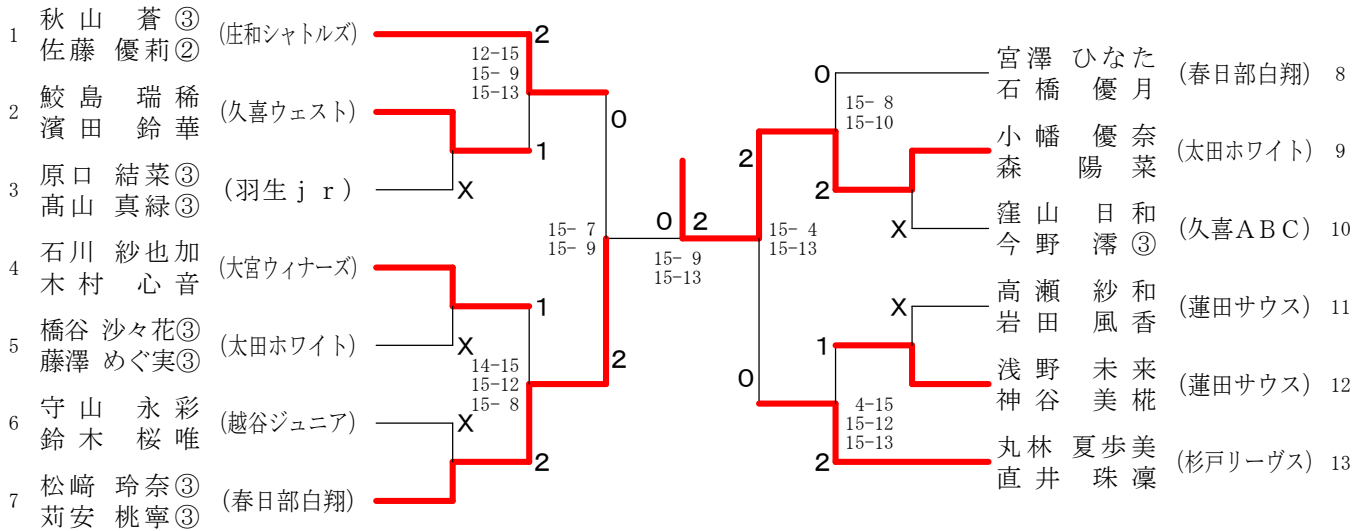 1 秋山 蒼③ (庄和シャトルズ)
佐藤 優莉②
2 鮫島 瑞稀 (久喜ウェスト)
濱田 鈴華
3 原口 結菜③ (羽生jr)
髙山 真緑③
4 石川 紗也加 (大宮ウィナーズ)
木村 心音
5 橋谷 沙々花③ (太田ホワイト)
藤澤 めぐ実③
6 守山 永彩 (越谷ジュニア)
鈴木 桜唯
7 松﨑 玲奈③ (春日部白翔)
苅安 桃寧③
2
12-15
15- 9
15-13
1
X
0
15- 7
15- 9
1
X
14-15
15-12
15- 8
X
2
2
0 2
15- 9
15-13
2
15- 4
15-13
0
0
15- 8
15-10
2
X
X
1
4-15
15-12
15-13
2
宮澤 ひなた (春日部白翔) 8
石橋 優月
小幡 優奈 (太田ホワイト) 9
森 陽菜
窪山 日和 (久喜ABC) 10
今野 澪③
高瀬 紗和 (蓮田サウス) 11
岩田 風香
浅野 未来 (蓮田サウス) 12
神谷 美椛
丸林 夏歩美 (杉戸リーヴス) 13
直井 珠凜